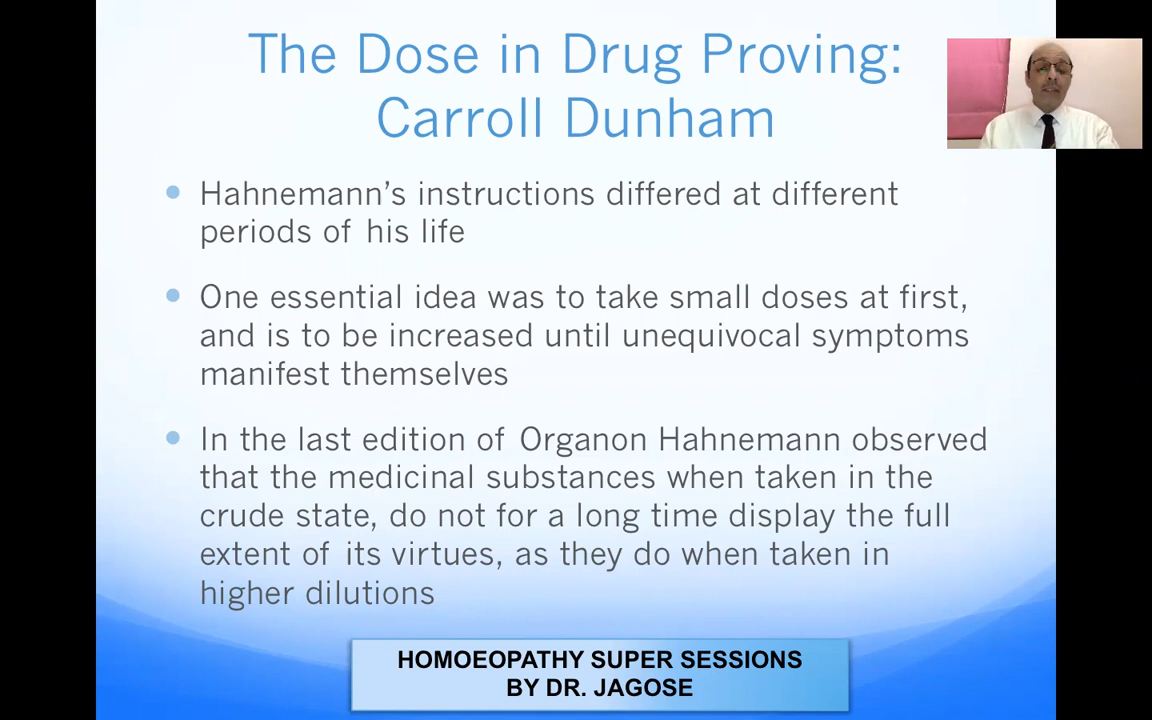 The Dose in Drug Proving:
Carroll Dunham
• Hahnemann’s instructions differed at different
periods of his life
• One essential idea was to take small doses at first,
and is to be increased until unequivocal symptoms
manifest themselves
• In the last edition of Organon Hahnemann observed
that the medicinal substances when taken in the
crude state, do not for a long time display the full
extent of its virtues, as they do when taken in
higher dilutions
HOMOEOPATHY SUPER SESSIONS
BY DR. JAGOSE